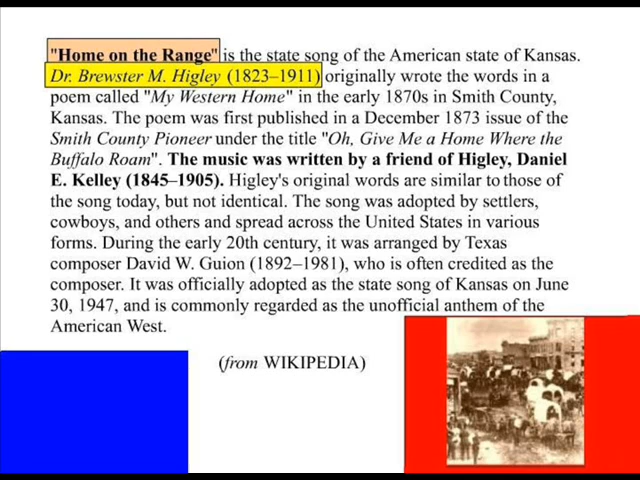 "Home on the Range" is the state song of the American state of Kansas.
Dr. Brewster M. Higley (1823–1911) originally wrote the words in a
poem called "My Western Home" in the early 1870s in Smith County,
Kansas. The poem was first published in a December 1873 issue of the
Smith County Pioneer under the title "Oh, Give Me a Home Where the
Buffalo Roam". The music was written by a friend of Higley, Daniel
E. Kelley (1845–1905). Higley's original words are similar to those of
the song today, but not identical. The song was adopted by settlers,
cowboys, and others and spread across the United States in various
forms. During the early 20th century, it was arranged by Texas
composer David W. Guion (1892–1981), who is often credited as the
composer. It was officially adopted as the state song of Kansas on June
30, 1947, and is commonly regarded as the unofficial anthem of the
American West.
(from WIKIPEDIA)